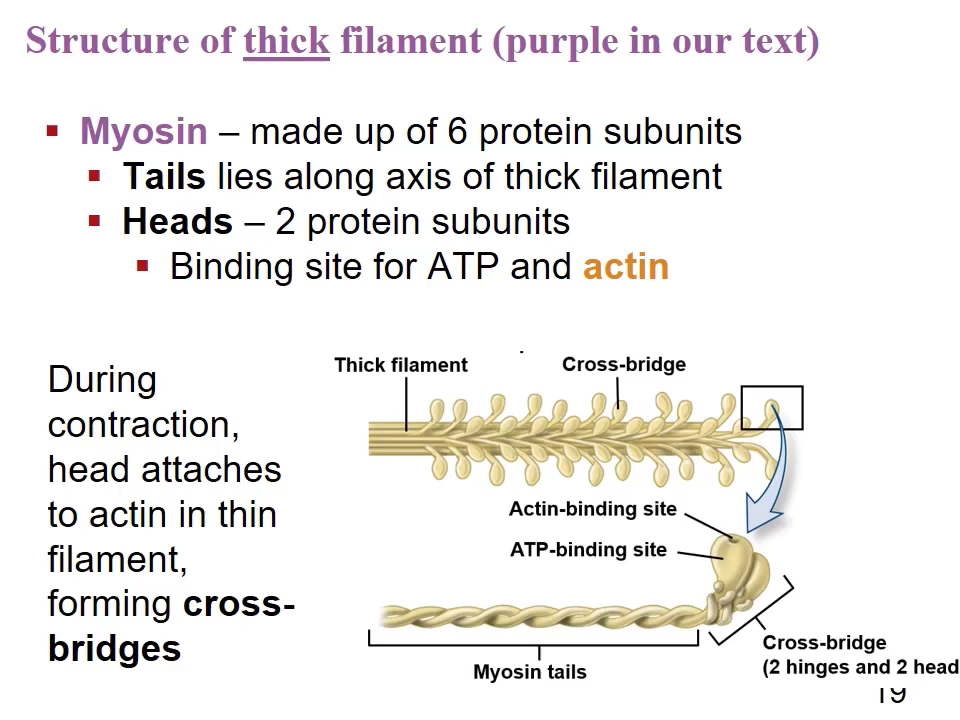 Structure of thick filament (purple in our text)
▪ Myosin – made up of 6 protein subunits
▪ Tails lies along axis of thick filament
▪ Heads – 2 protein subunits
▪ Binding site for ATP and actin
During
contraction,
head attaches
to actin in thin
filament,
forming cross-
bridges
Thick filament
Cross-bridge
Actin-binding site
ATP-binding site
Myosin tails
Cross-bridge
(2 hinges and 2 head
19